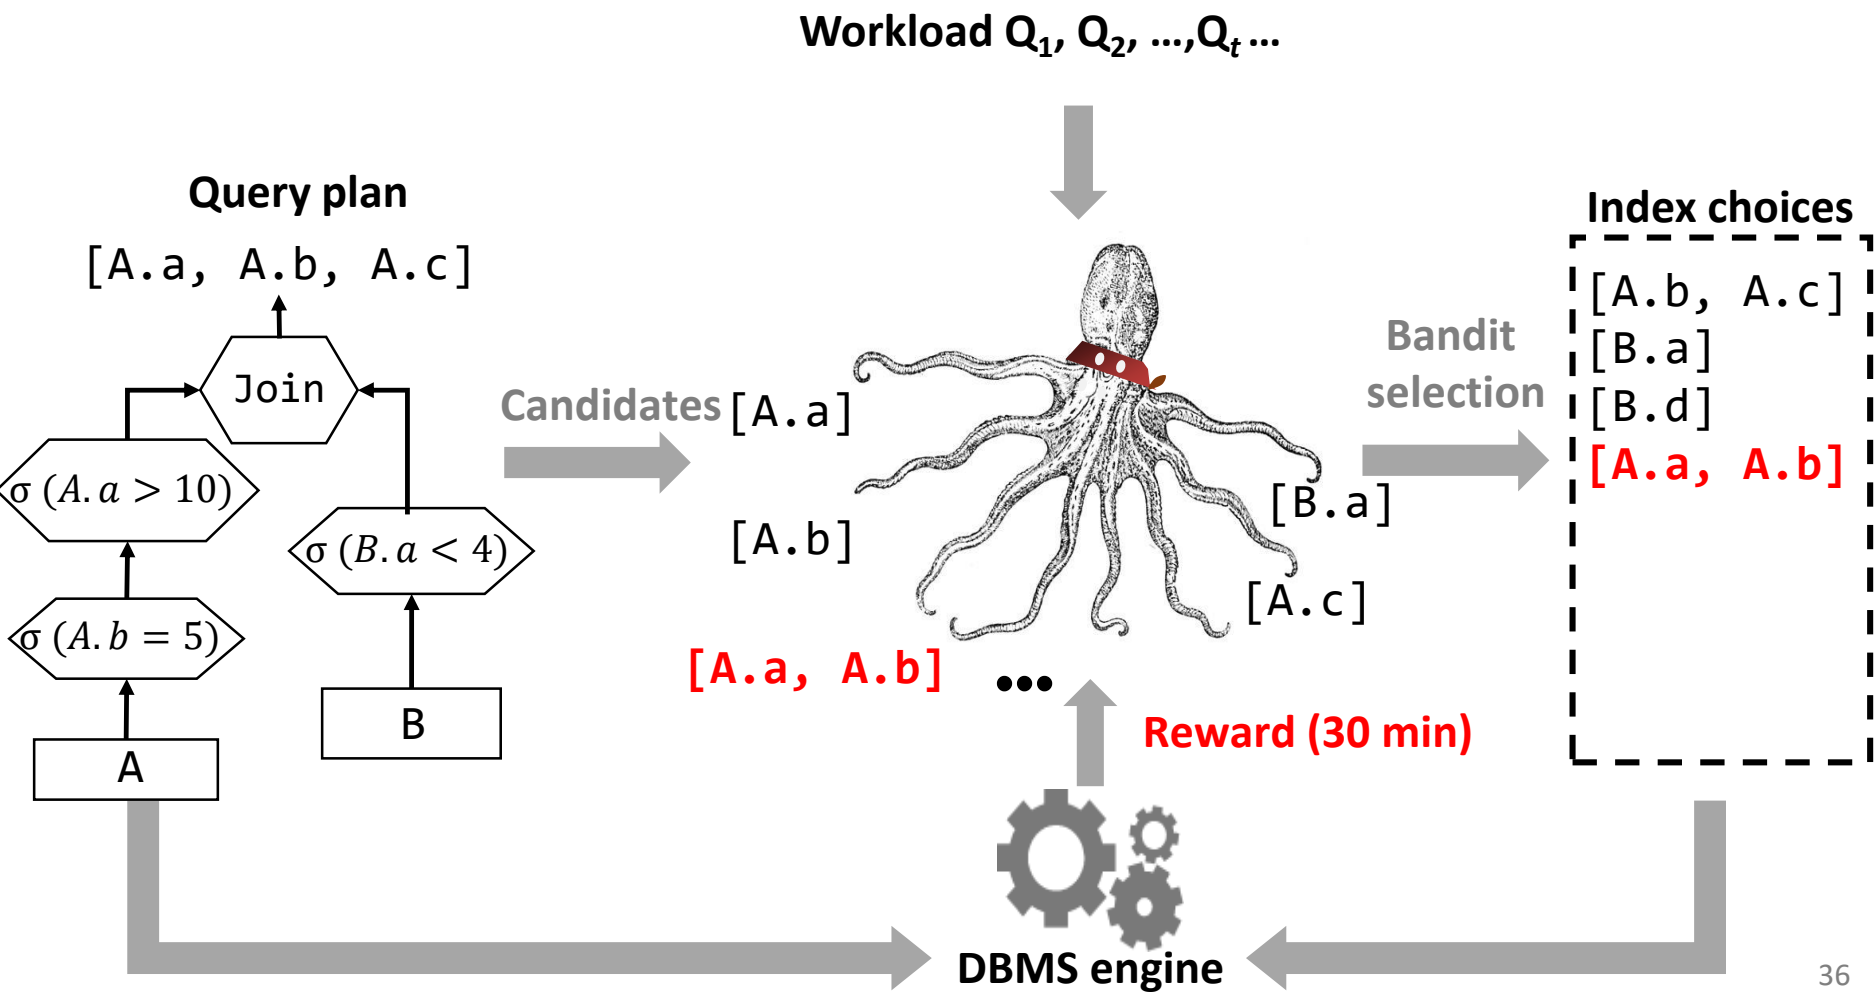 Workload Q1, Q2, …,Qt …
Query plan
[A.a, A.b, A.c]
Join
σ (A. a > 10)
σ (B. a < 4)
σ (A. b = 5)
A
B
Candidates
[A.a]
[A.b]
[A.a, A.b]
•••
[B.a]
[A.c]
Bandit
selection
Index choices
[A.b, A.c]
[B.a]
[B.d]
[A.a, A.b]
Reward (30 min)
DBMS engine
36